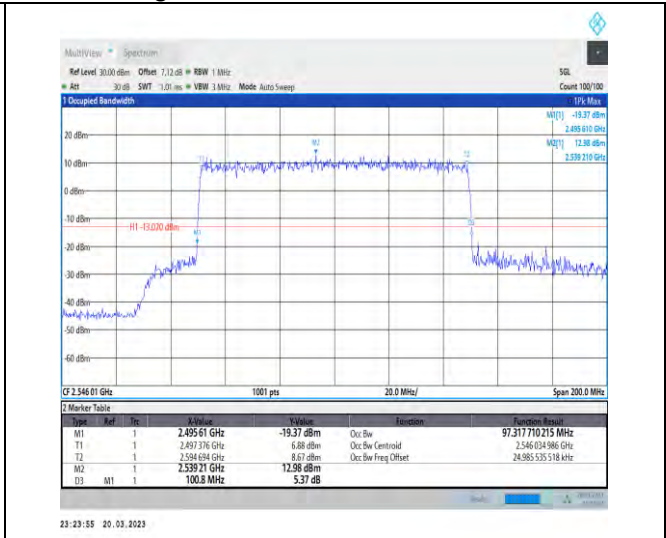 MultiView Spectrum
Ref Level 30.00 dBm Offset 7.12 dB RBW 1 MHz SGL
Att 30 dB SWT 1.01 ms VBW 3 MHz Mode Auto Sweep Count 100/100
1 Occupied Bandwidth 1Pk Max
M1[1] -19.37 dBm
2.495 610 GHz
M2[1] 12.98 dBm
2.539 210 GHz
20 dBm
M2
T1
T2
10 dBm
0 dBm
-10 dBm
H1 -13.020 dBm
-20 dBm
-30 dBm
-40 dBm
-50 dBm
-60 dBm
CF 2.546 01 GHz 1001 pts 20.0 MHz/ Span 200.0 MHz
2 Marker Table
Type Ref Trc X-Value Y-Value Function Function Result
M1 1 2.495 61 GHz -19.37 dBm Occ Bw 97.317 710 215 MHz
T1 1 2.497 376 GHz 6.88 dBm Occ Bw Centroid 2.546 034 986 GHz
T2 1 2.594 694 GHz 8.67 dBm Occ Bw Freq Offset 24.985 535 518 kHz
M2 1 2.539 21 GHz 12.98 dBm
D3 M1 1 100.8 MHz 5.37 dB
23:23:55 20.03.2023